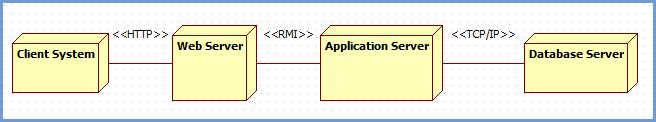 <<HTTP>> <<RMI>> <<TCP/IP>>
Client System Web Server Application Server Database Server